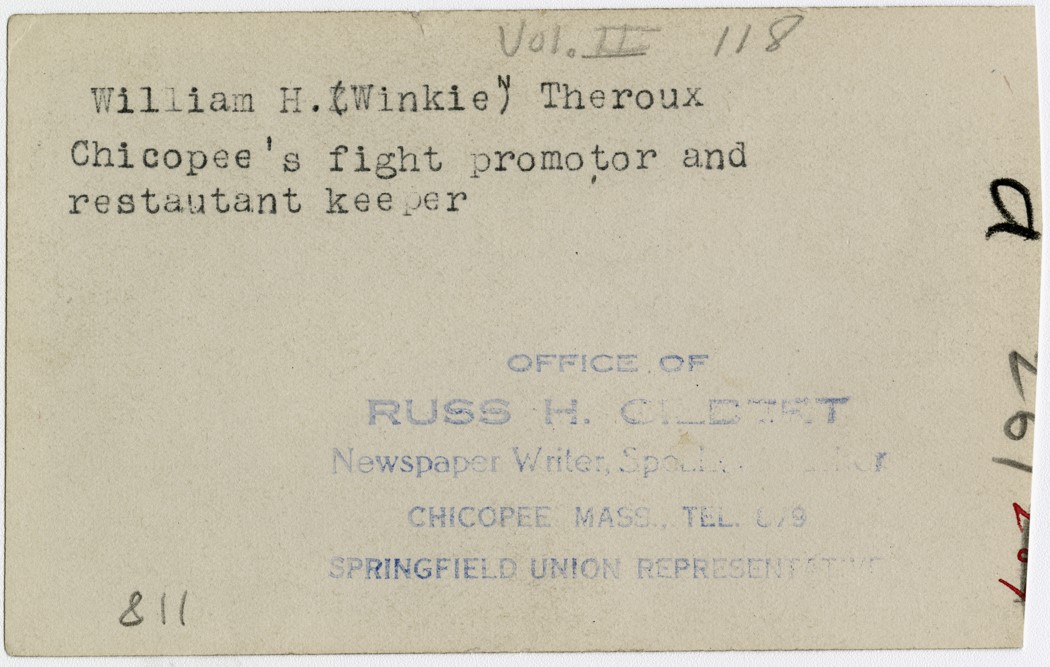 Vol. II 118
William H.(Winkie") Theroux
Chicopee's fight promotor and
restautant keeper
a
OFFICE OF
RUSS H.
Newspaper Writer,
CHICOPEE MASS., TEL.
SPRINGFIELD UNION REPRESENTATIVE
811